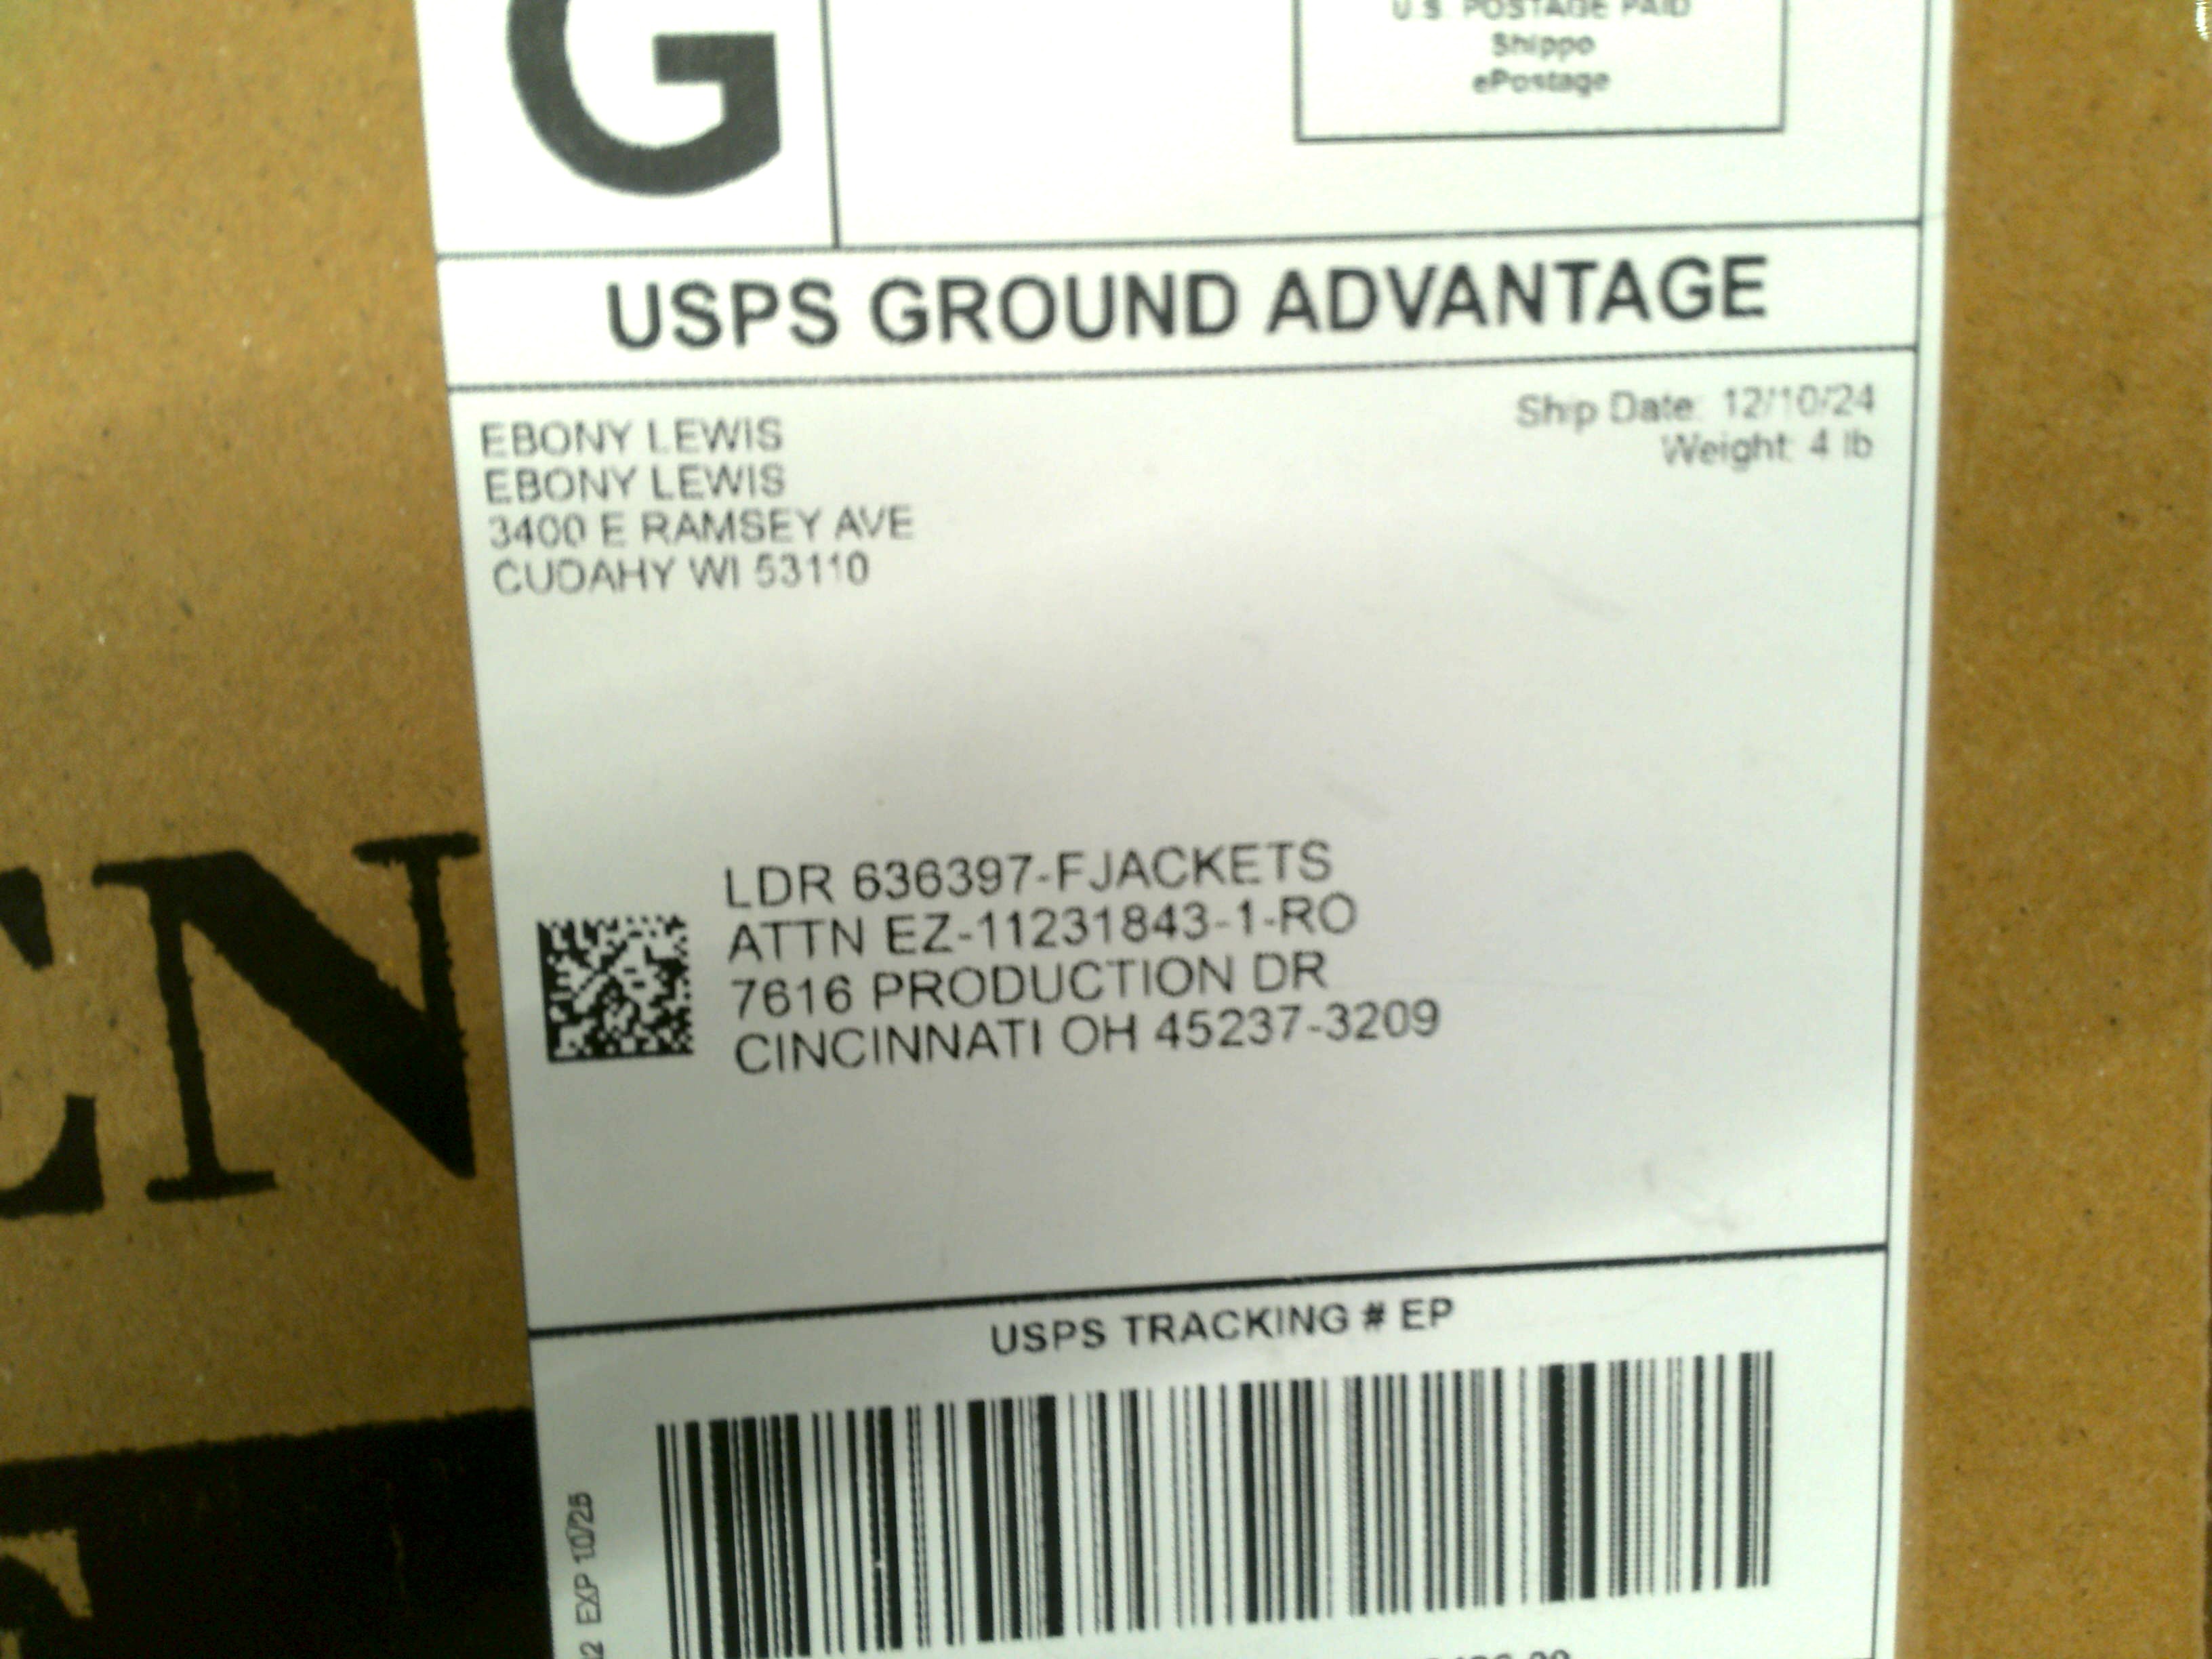 G
U.S. POSTAGE PAID
Shippo
ePostage
USPS GROUND ADVANTAGE
EBONY LEWIS
EBONY LEWIS
3400 E RAMSEY AVE
CUDAHY WI 53110
Ship Date: 12/10/24
Weight: 4 lb
LDR 636397-FJACKETS
ATTN EZ-11231843-1-RO
7616 PRODUCTION DR
CINCINNATI OH 45237-3209
EN
USPS TRACKING # EP
EXP 10/25